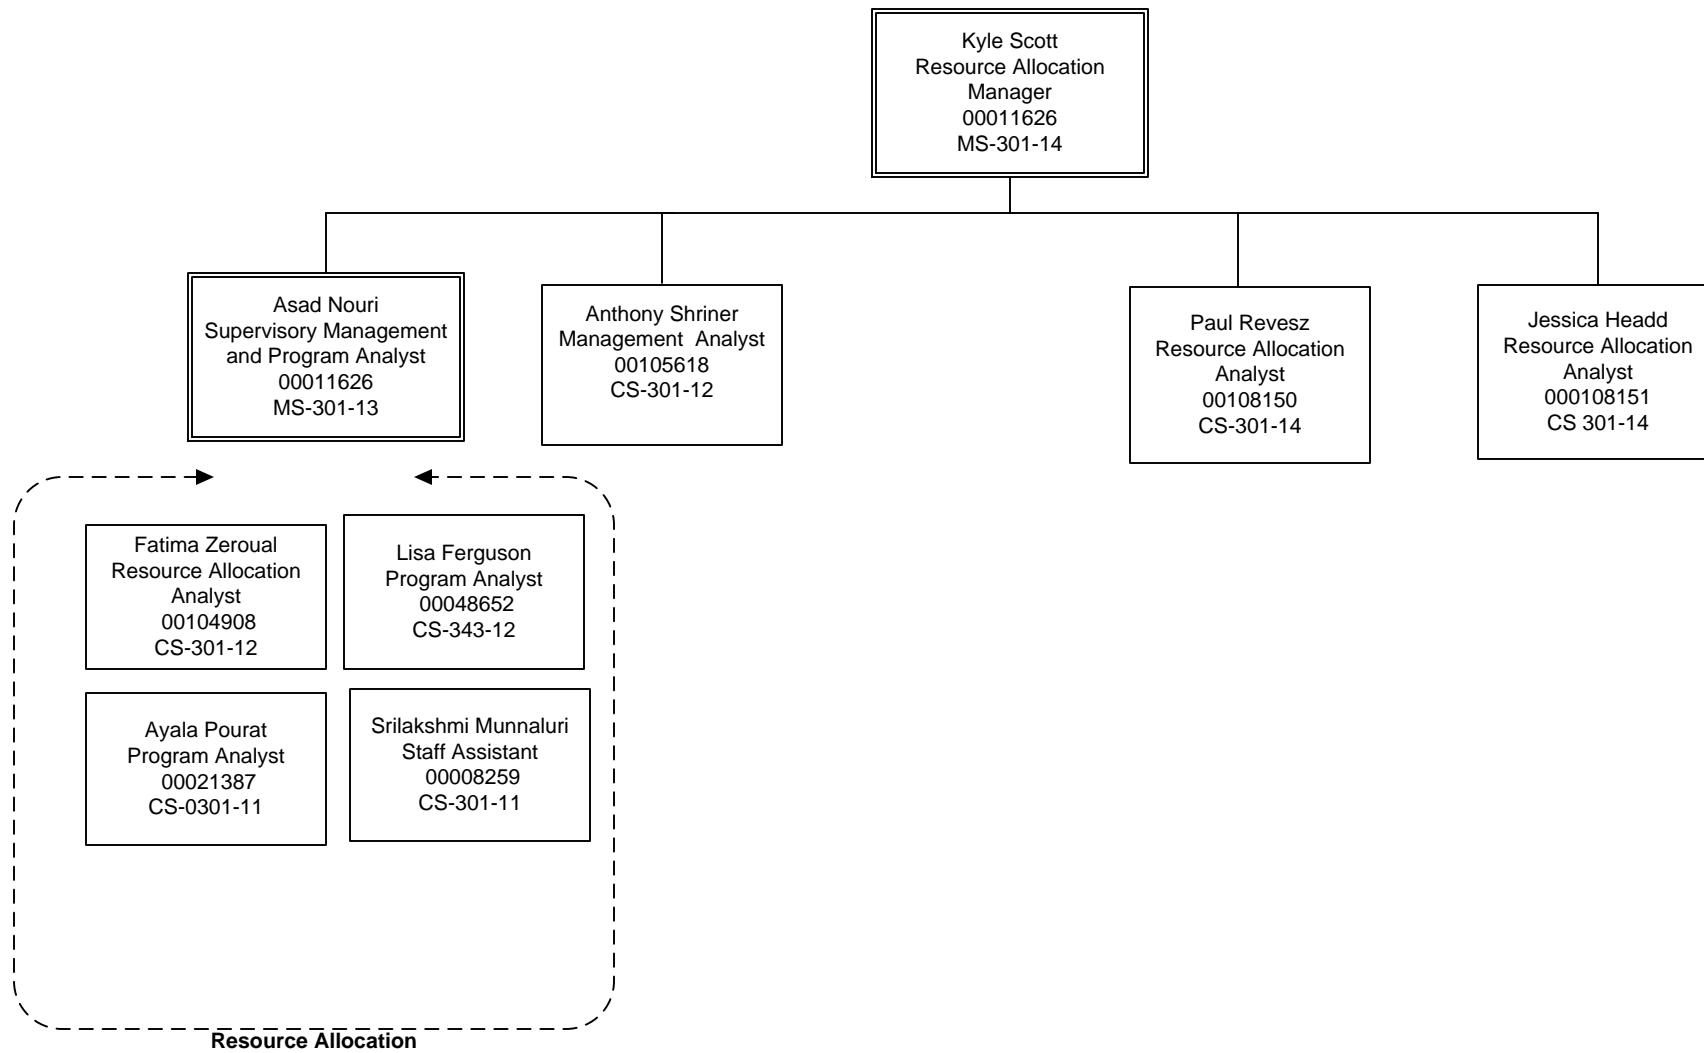 Kyle Scott
Resource Allocation
Manager
00011626
MS-301-14
Asad Nouri
Supervisory Management
and Program Analyst
00011626
MS-301-13
Anthony Shriner
Management  Analyst
00105618
CS-301-12
Paul Revesz
Resource Allocation
Analyst
00108150
CS-301-14
Jessica Headd
Resource Allocation
Analyst
000108151
CS 301-14
Fatima Zeroual
Resource Allocation
Analyst
00104908
CS-301-12
Lisa Ferguson
Program Analyst
00048652
CS-343-12
Ayala Pourat
Program Analyst
00021387
CS-0301-11
Srilakshmi Munnaluri
Staff Assistant
00008259
CS-301-11
Resource Allocation